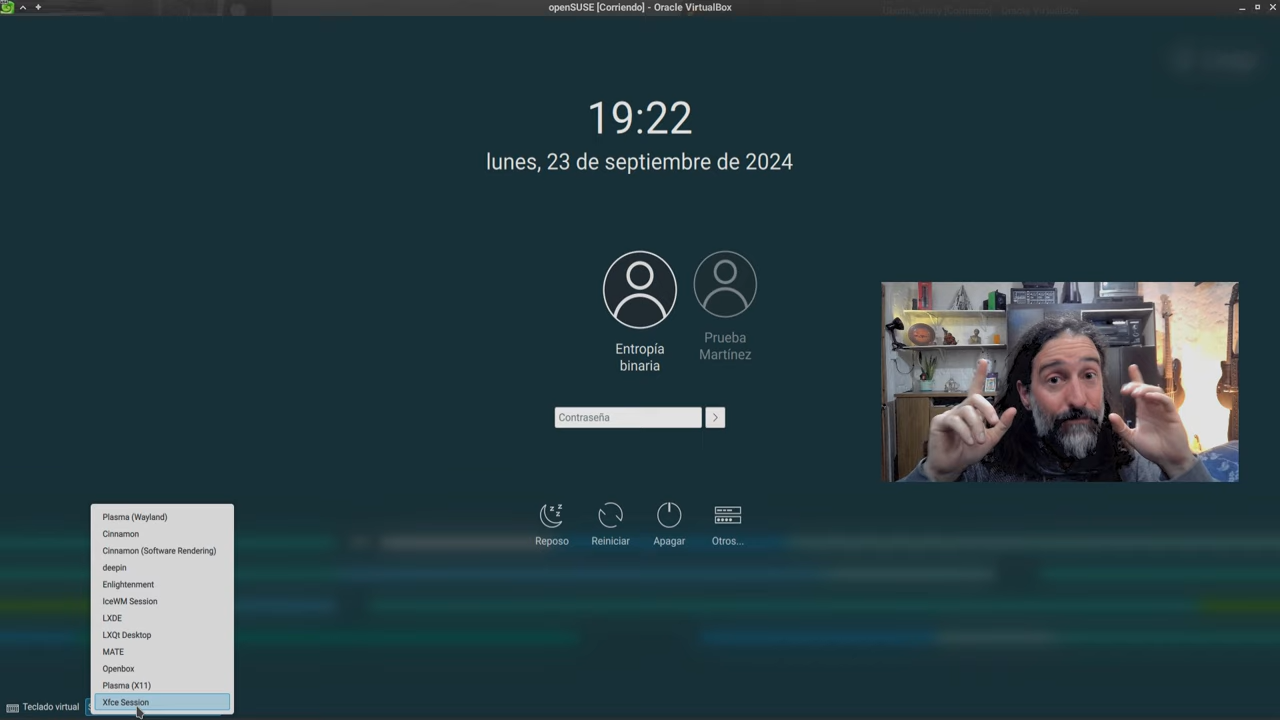 openSUSE [Corriendo] - Oracle VirtualBox
19:22
lunes, 23 de septiembre de 2024
Entropía
binaria
Prueba
Martínez
Contraseña
Reposo
Reiniciar
Apagar
Otros...
Plasma (Wayland)
Cinnamon
Cinnamon (Software Rendering)
deepin
Enlightenment
IceWM Session
LXDE
LXQt Desktop
MATE
Openbox
Plasma (X11)
Xfce Session
Teclado virtual